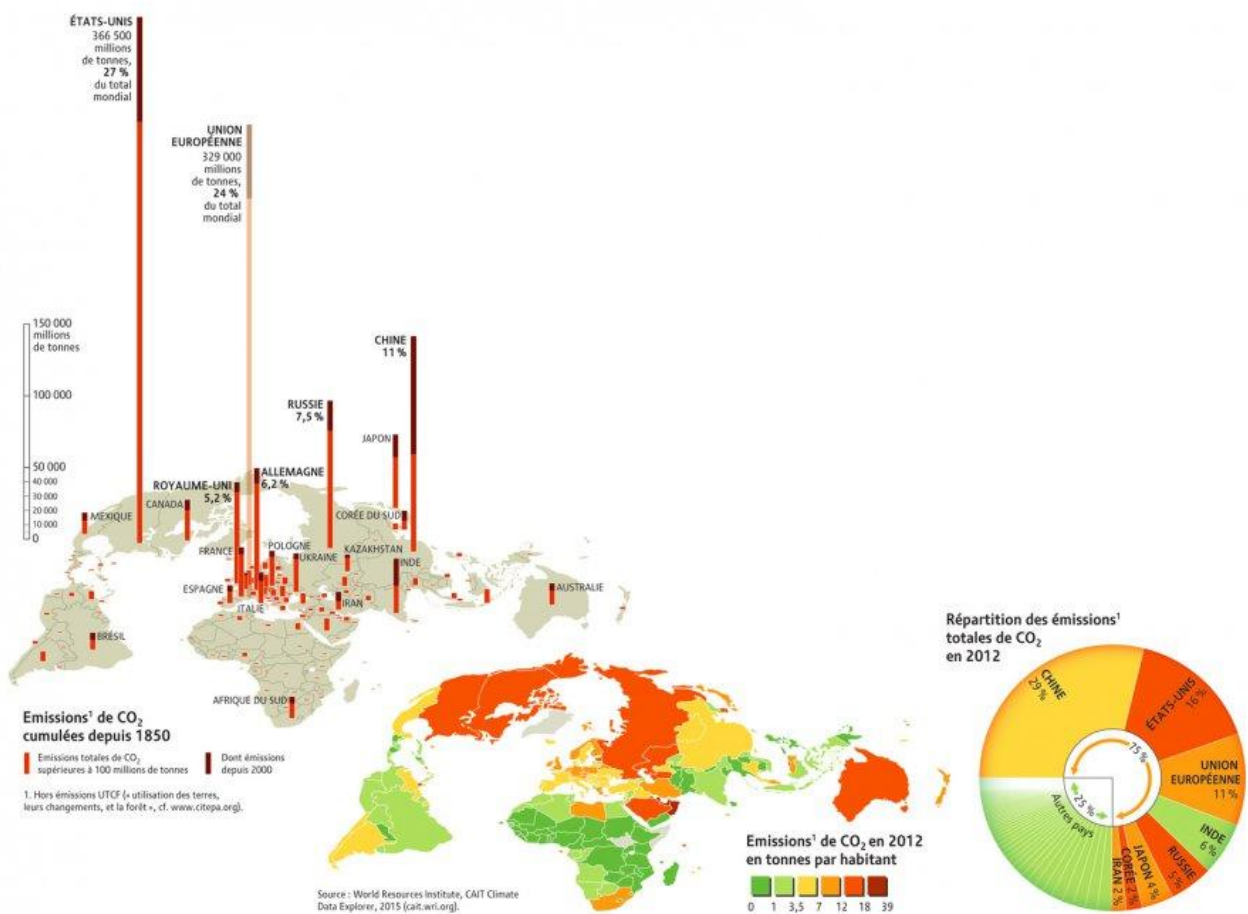 ÉTATS-UNIS
366 500
millions
de tonnes,
27 %
du total
mondial
UNION
EUROPÉENNE
329 000
millions
de tonnes,
24 %
du total
mondial
150 000
millions
de tonnes
100 000
50 000
40 000
30 000
20 000
10 000
0
CHINE
11 %
RUSSIE
7,5 %
JAPON
ROYAUME-UNI
5,2 %
ALLEMAGNE
6,2 %
CANADA
MEXIQUE
CORÉE DU SUD
FRANCE
POLOGNE
UKRAINE
KAZAKHSTAN
INDE
ESPAGNE
ITALIE
IRAN
AUSTRALIE
BRÉSIL
AFRIQUE DU SUD
Emissions¹ de CO₂
cumulées depuis 1850
Emissions totales de CO₂
supérieures à 100 millions de tonnes
Dont émissions
depuis 2000
1. Hors émissions UTCF (« utilisation des terres,
leurs changements, et la forêt », cf. www.citepa.org).
Source : World Resources Institute, CAIT Climate
Data Explorer, 2015 (cait.wri.org).
Emissions¹ de CO₂ en 2012
en tonnes par habitant
0 1 3,5 7 12 18 39
Répartition des émissions¹
totales de CO₂
en 2012
CHINE
29 %
ÉTATS-UNIS
16 %
UNION
EUROPÉENNE
11 %
INDE
6 %
RUSSIE
5 %
JAPON 4 %
CORÉE 2 %
IRAN 2 %
Autres pays
75 %
25 %